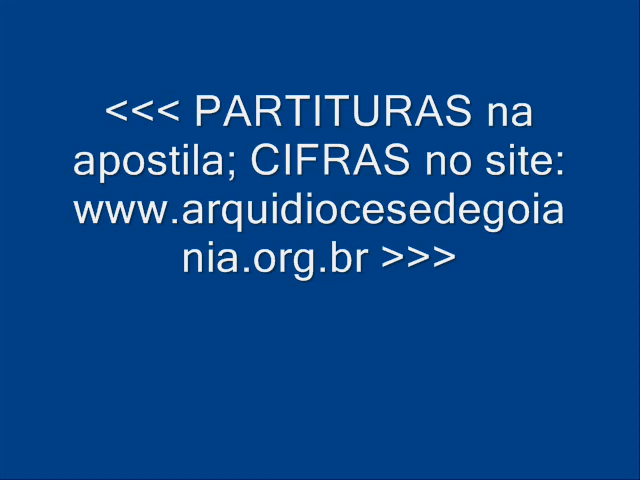 <<< PARTITURAS na
apostila; CIFRAS no site:
www.arquidiocesedegoia
nia.org.br >>>